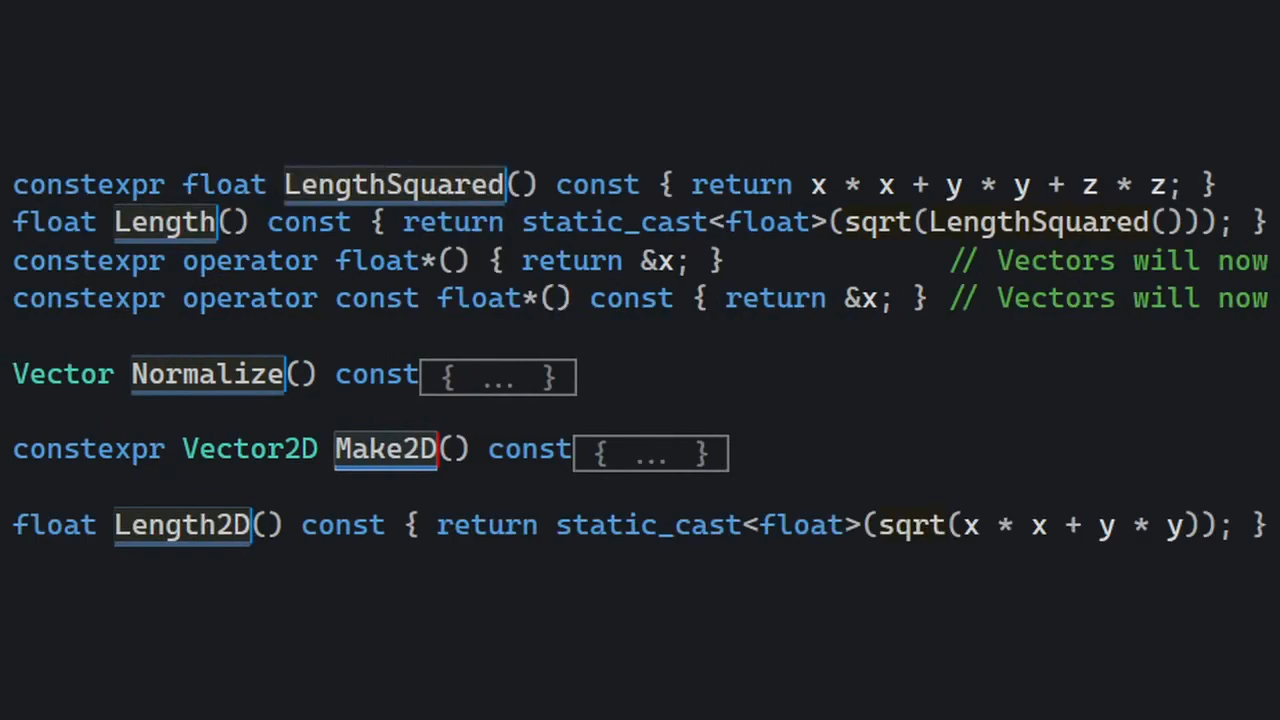 constexpr float LengthSquared() const { return x * x + y * y + z * z; }
float Length() const { return static_cast<float>(sqrt(LengthSquared())); }
constexpr operator float*() { return &x; } // Vectors will now
constexpr operator const float*() const { return &x; } // Vectors will now
Vector Normalize() const { ... }
constexpr Vector2D Make2D() const { ... }
float Length2D() const { return static_cast<float>(sqrt(x * x + y * y)); }